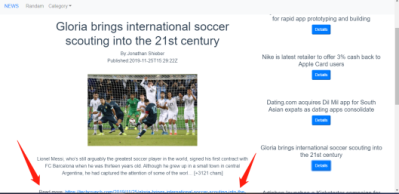 NEWS Random Category
Gloria brings international soccer
scouting into the 21st century
By Jonathan Shieber
Published:2019-11-25T15:29:22Z
Lionel Messi, who's still arguably the greatest soccer player in the world, signed his first contract with
FC Barcelona when he was thirteen years old. Although he grew up in a small town in central
Argentina, he had captured the attention of some of the wor… [+3121 chars]
Read more:
for rapid app prototyping and building
Details
Nike is latest retailer to offer 3% cash back to
Apple Card users
Details
Dating.com acquires Dil Mil app for South
Asian expats as dating apps consolidate
Details
Gloria brings international soccer scouting
into the 21st century
Details